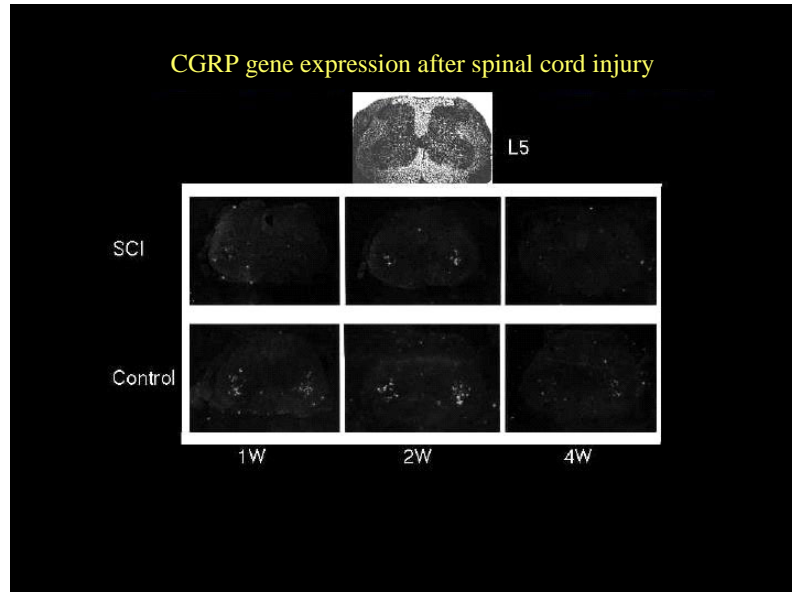 CGRP gene expression after spinal cord injury
L5
SCI
Control
1W 2W 4W